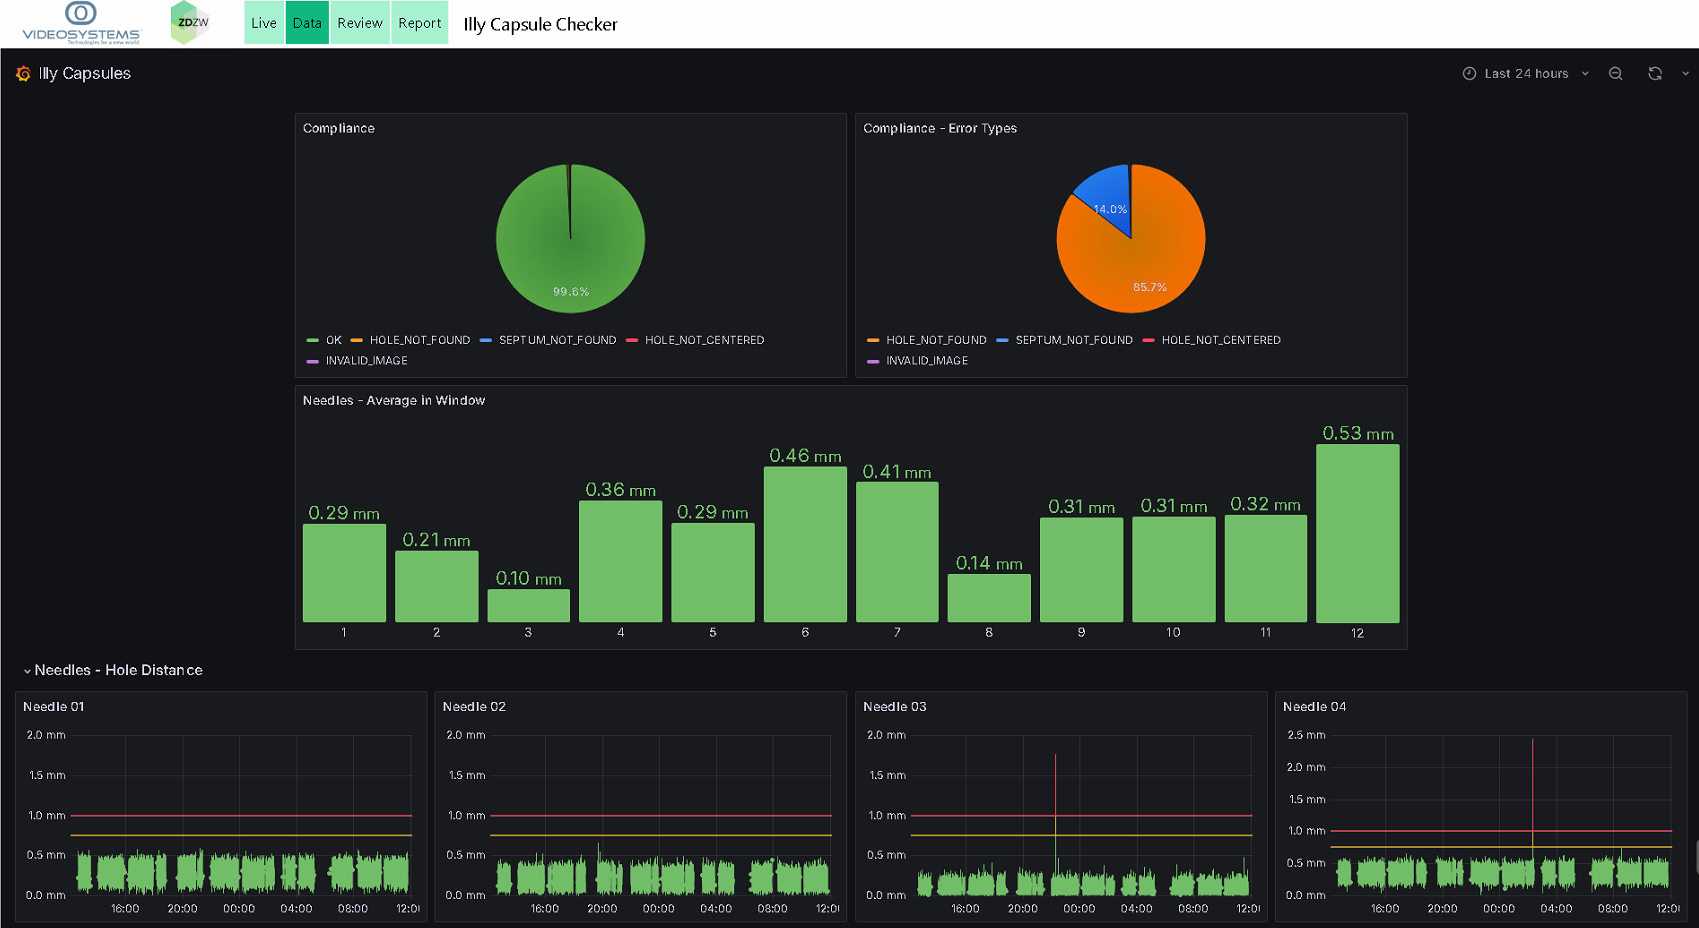 VIDEOSYSTEMS
Technologies for a new world
ZDZW
Live Data Review Report Illy Capsule Checker
Illy Capsules
Last 24 hours
Compliance
99.6%
OK HOLE_NOT_FOUND SEPTUM_NOT_FOUND HOLE_NOT_CENTERED
INVALID_IMAGE
Compliance - Error Types
14.0%
85.7%
HOLE_NOT_FOUND SEPTUM_NOT_FOUND HOLE_NOT_CENTERED
INVALID_IMAGE
Needles - Average in Window
0.29 mm 0.21 mm 0.10 mm 0.36 mm 0.29 mm 0.46 mm 0.41 mm 0.14 mm 0.31 mm 0.31 mm 0.32 mm 0.53 mm
1 2 3 4 5 6 7 8 9 10 11 12
Needles - Hole Distance
Needle 01
2.0 mm
1.5 mm
1.0 mm
0.5 mm
0.0 mm
16:00 20:00 00:00 04:00 08:00 12:0
Needle 02
2.0 mm
1.5 mm
1.0 mm
0.5 mm
0.0 mm
16:00 20:00 00:00 04:00 08:00 12:0
Needle 03
2.0 mm
1.5 mm
1.0 mm
0.5 mm
0.0 mm
16:00 20:00 00:00 04:00 08:00 12:0
Needle 04
2.5 mm
2.0 mm
1.5 mm
1.0 mm
0.5 mm
0.0 mm
16:00 20:00 00:00 04:00 08:00 12:0